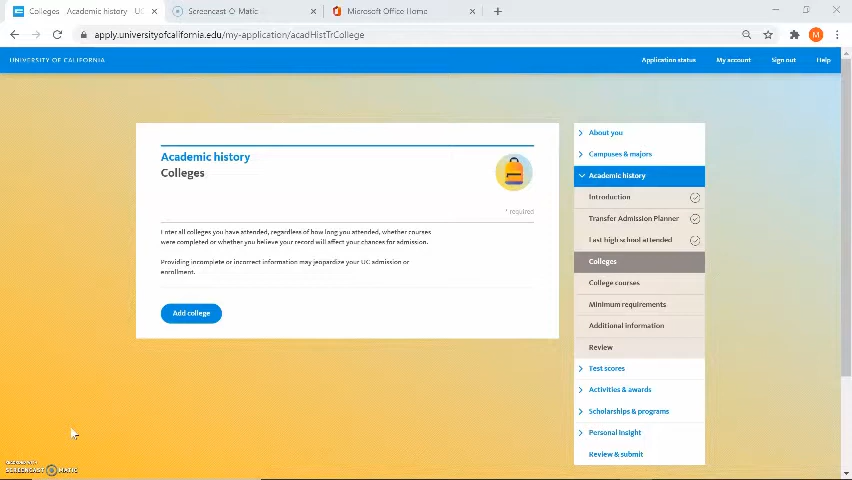 Colleges - Academic history - UC
Screencast-O-Matic
Microsoft Office Home
apply.universityofcalifornia.edu/my-application/acadHistTrCollege
M
UNIVERSITY OF CALIFORNIA
Application status
My account
Sign out
Help
Academic history
Colleges
* required
Enter all colleges you have attended, regardless of how long you attended, whether courses
were completed or whether you believe your record will affect your chances for admission.
Providing incomplete or incorrect information may jeopardize your UC admission or
enrollment.
Add college
About you
Campuses & majors
Academic history
Introduction
Transfer Admission Planner
Last high school attended
Colleges
College courses
Minimum requirements
Additional information
Review
Test scores
Activities & awards
Scholarships & programs
Personal insight
Review & submit
RECORDED WITH
SCREENCAST MATIC